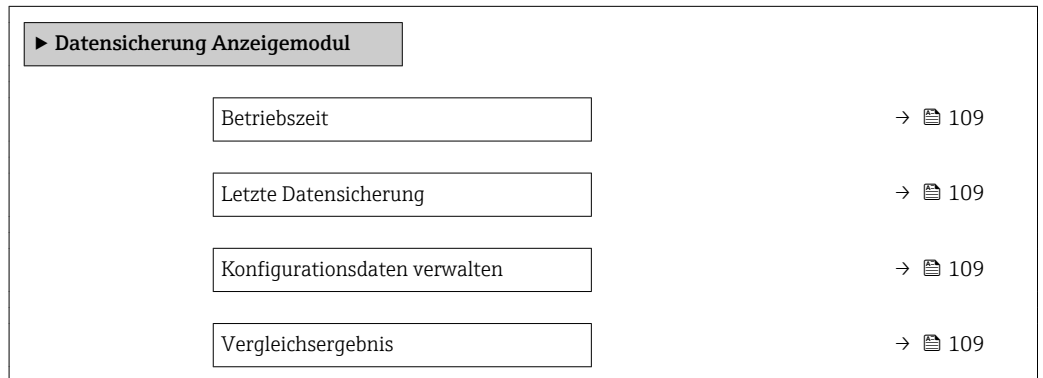 ▶ Datensicherung Anzeigemodul
Betriebszeit → 109
Letzte Datensicherung → 109
Konfigurationsdaten verwalten → 109
Vergleichsergebnis → 109